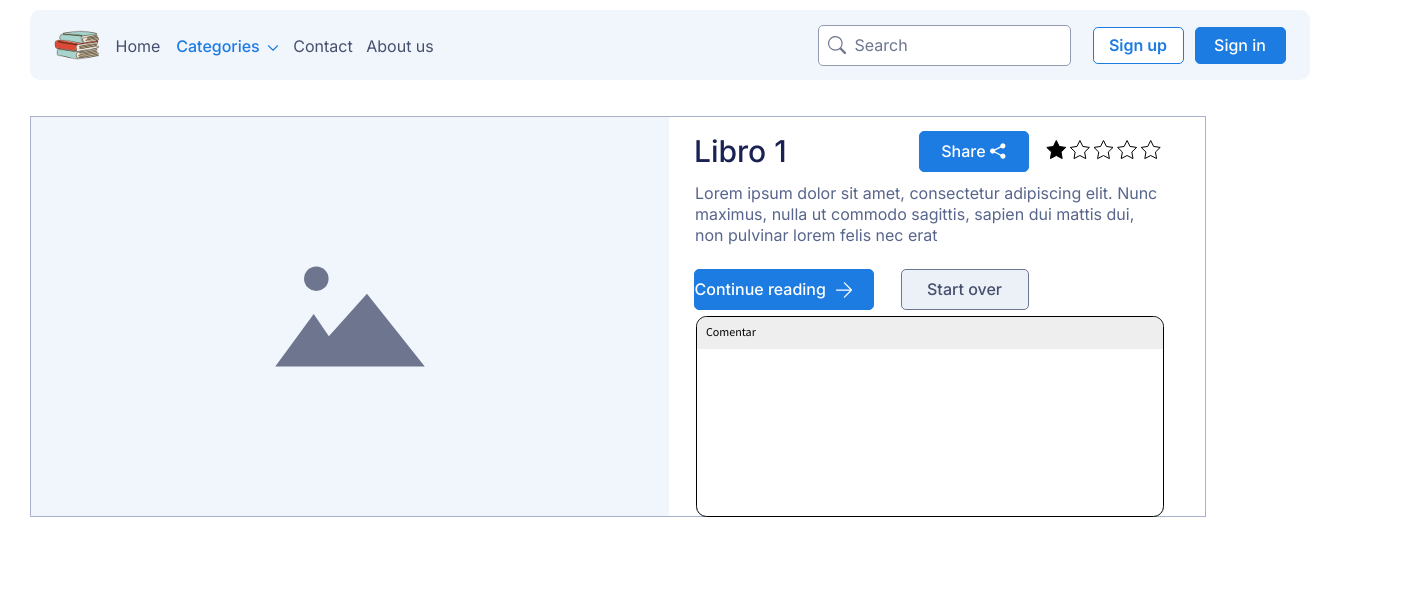 Home Categories Contact About us Search Sign up Sign in
Libro 1 Share
Lorem ipsum dolor sit amet, consectetur adipiscing elit. Nunc
maximus, nulla ut commodo sagittis, sapien dui mattis dui,
non pulvinar lorem felis nec erat
Continue reading Start over
Comentar